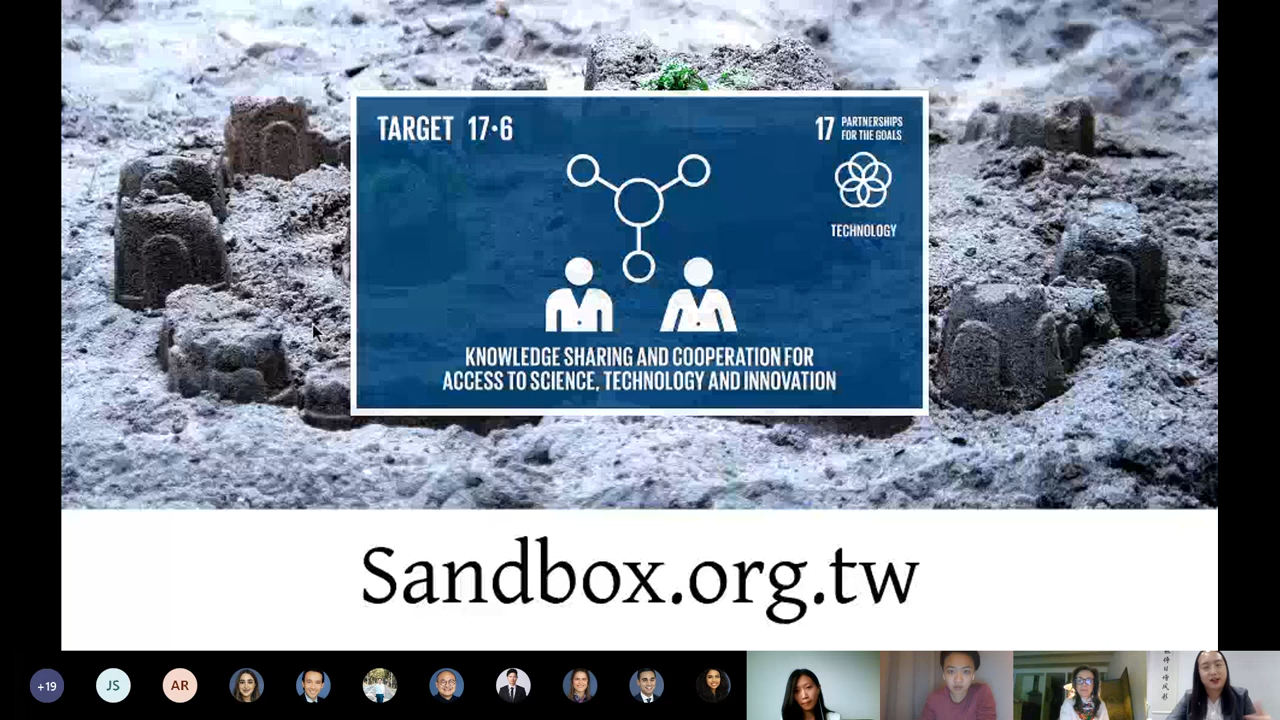 TARGET 17·6
17 PARTNERSHIPS
FOR THE GOALS
TECHNOLOGY
KNOWLEDGE SHARING AND COOPERATION FOR
ACCESS TO SCIENCE, TECHNOLOGY AND INNOVATION
Sandbox.org.tw
+19
JS
AR